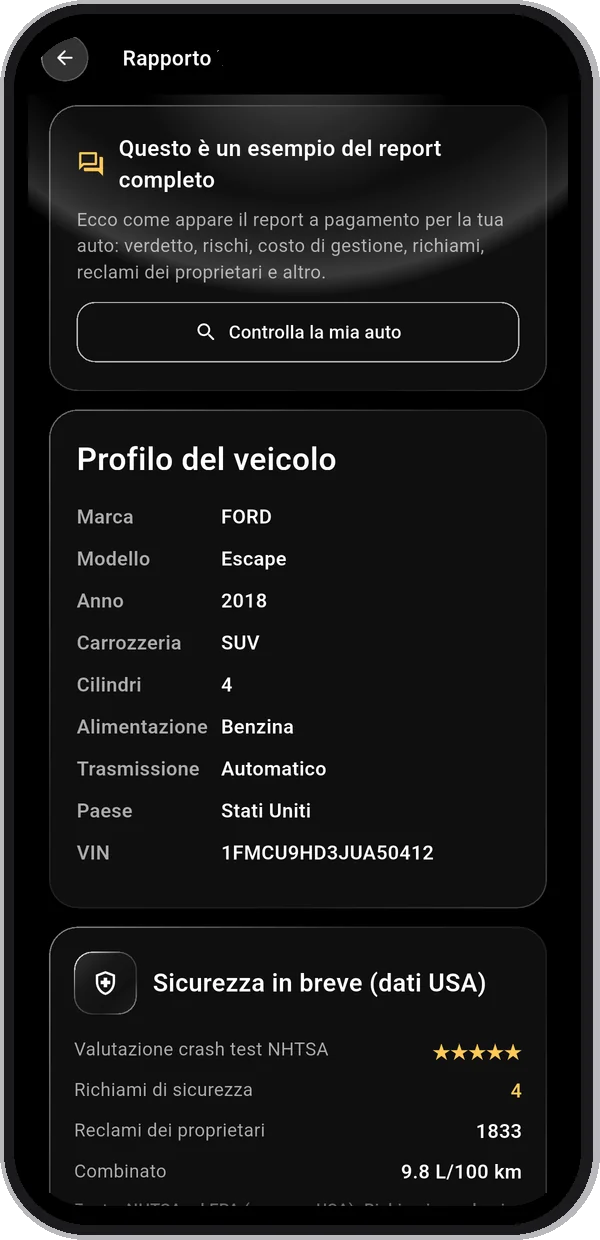 Rapporto
Questo è un esempio del report
completo
Ecco come appare il report a pagamento per la tua
auto: verdetto, rischi, costo di gestione, richiami,
reclami dei proprietari e altro.
Controlla la mia auto
Profilo del veicolo
Marca FORD
Modello Escape
Anno 2018
Carrozzeria SUV
Cilindri 4
Alimentazione Benzina
Trasmissione Automatico
Paese Stati Uniti
VIN 1FMCU9HD3JUA50412
Sicurezza in breve (dati USA)
Valutazione crash test NHTSA ★★★★★
Richiami di sicurezza 4
Reclami dei proprietari 1833
Combinato 9.8 L/100 km